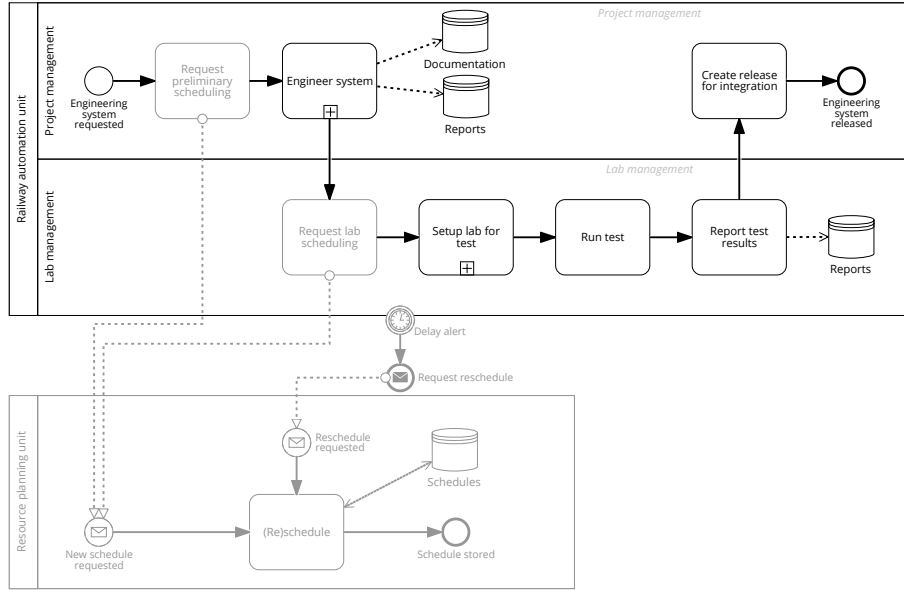 Project management
Railway automation unit
Project management
Engineering
system
requested
Request
preliminary
scheduling
Engineer system
Documentation
Reports
Create release
for integration
Engineering
system
released
Lab management
Lab management
Request lab
scheduling
Setup lab for
test
Run test
Report test
results
Reports
Delay alert
Request reschedule
Resource planning unit
Reschedule
requested
Schedules
New schedule
requested
(Re)schedule
Schedule stored